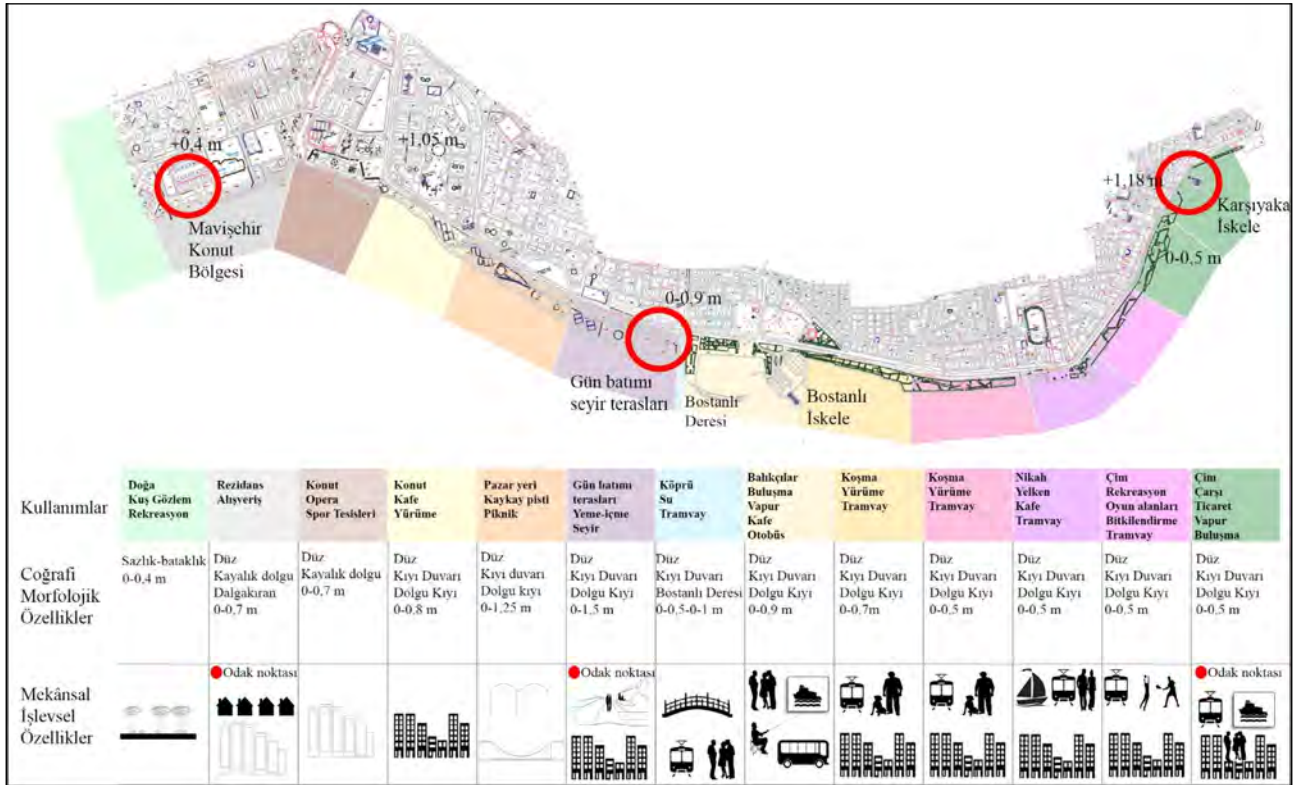 +0,4 m
+1,05 m
+1,18 m
Karşıyaka
İskele
0-0,5 m
Mavişehir
Konut
Bölgesi
0-0,9 m
Gün batımı
seyir terasları
Bostanlı
Deresi
Bostanlı
İskele
Kullanımlar
Doğa
Kuş Gözlem
Rekreasyon
Rezidans
Alışveriş
Konut
Opera
Spor Tesisleri
Konut
Kafe
Yürüme
Pazar yeri
Kaykay pisti
Piknik
Gün batımı
terasları
Yeme-içme
Seyir
Köprü
Su
Tramvay
Balıkçılar
Buluşma
Vapur
Kafe
Otobüs
Koşma
Yürüme
Tramvay
Koşma
Yürüme
Tramvay
Nikah
Yelken
Kafe
Tramvay
Çim
Rekreasyon
Oyun alanları
Bitkilendirme
Tramvay
Çim
Çarşı
Ticaret
Vapur
Buluşma
Coğrafi
Morfolojik
Özellikler
Sazlık-bataklık
0-0,4 m
Düz
Kayalık dolgu
Dalgakıran
0-0,7 m
Düz
Kayalık dolgu
0-0,7 m
Düz
Kıyı Duvarı
Dolgu Kıyı
0-0,8 m
Düz
Kıyı duvarı
Dolgu kıyı
0-1,25 m
Düz
Kıyı Duvarı
Dolgu Kıyı
0-1,5 m
Düz
Kıyı Duvarı
Bostanlı Deresi
0-0,5-0-1 m
Düz
Kıyı Duvarı
Dolgu Kıyı
0-0,9 m
Düz
Kıyı Duvarı
Dolgu Kıyı
0-0,7m
Düz
Kıyı Duvarı
Dolgu Kıyı
0-0,5 m
Düz
Kıyı Duvarı
Dolgu Kıyı
0-0,5 m
Düz
Kıyı Duvarı
Dolgu Kıyı
0-0,5 m
Düz
Kıyı Duvarı
Dolgu Kıyı
0-0,5 m
Mekânsal
İşlevsel
Özellikler
Odak noktası
Odak noktası
Odak noktası